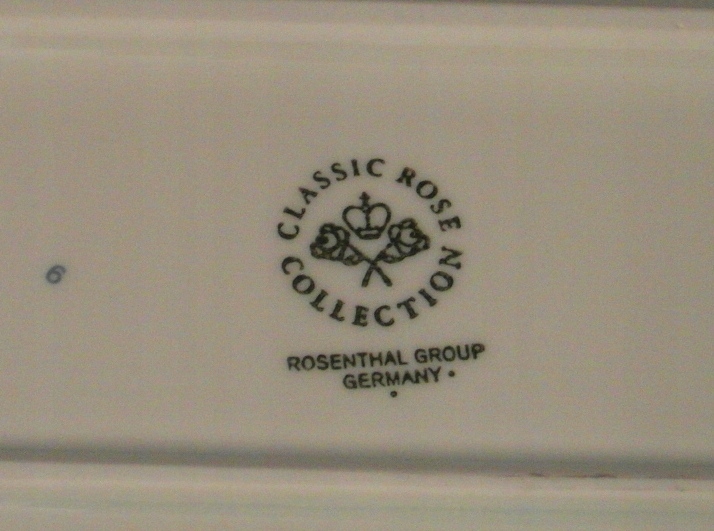 CLASSIC ROSE
COLLECTION
ROSENTHAL GROUP
GERMANY
6